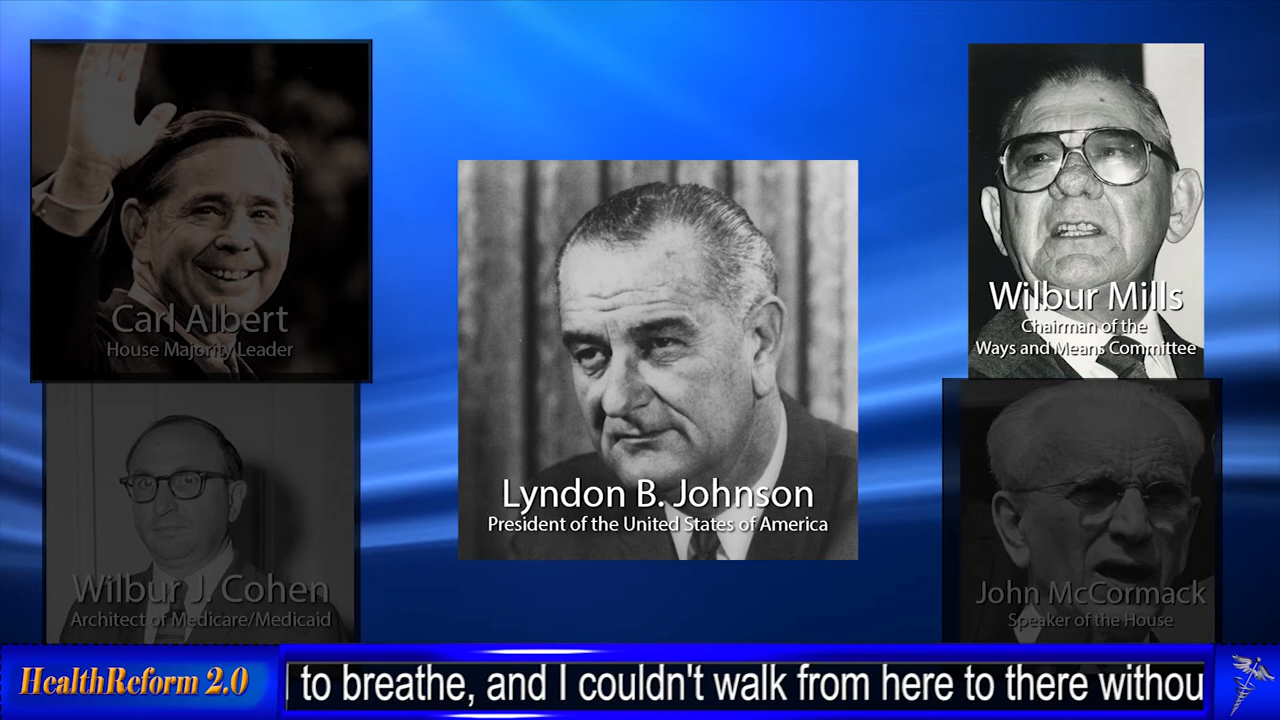 Carl Albert
House Majority Leader
Wilbur Mills
Chairman of the
Ways and Means Committee
Lyndon B. Johnson
President of the United States of America
Wilbur J. Cohen
Architect of Medicare/Medicaid
John McCormack
Speaker of the House
HealthReform 2.0
to breathe, and I couldn't walk from here to there withou